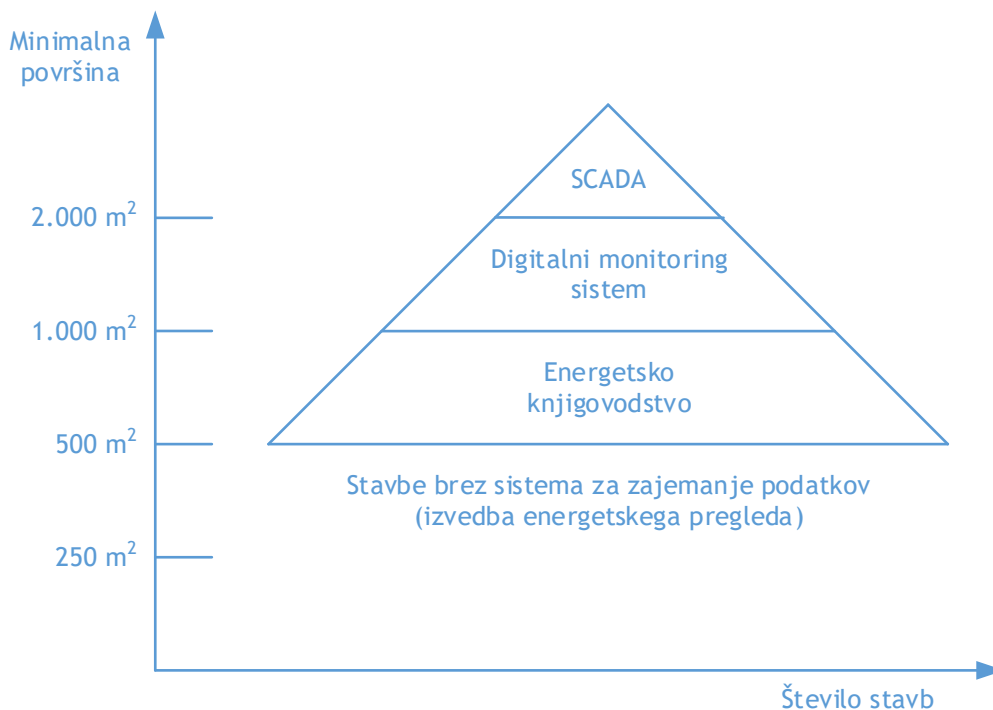 Minimalna
površina
SCADA
2.000 m²
Digitalni monitoring
sistem
1.000 m²
Energetsko
knjigovodstvo
500 m²
Stavbe brez sistema za zajemanje podatkov
(izvedba energetskega pregleda)
250 m²
Število stavb